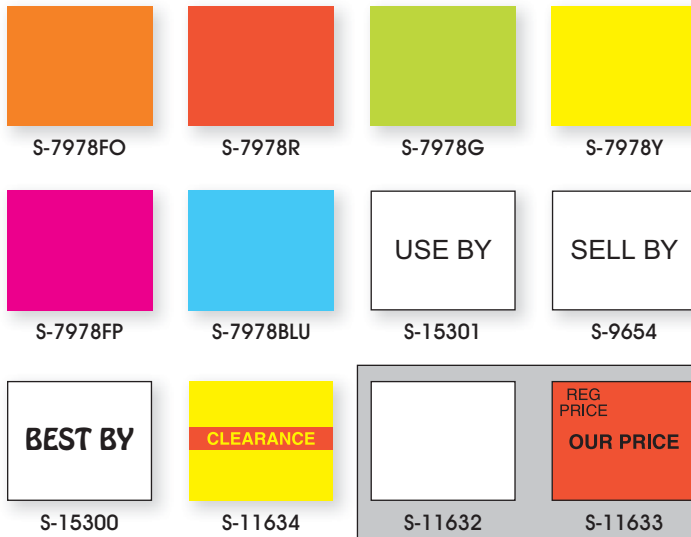 S-7978FO
S-7978R
S-7978G
S-7978Y
USE BY
SELL BY
S-7978FP
S-7978BLU
S-15301
S-9654
BEST BY
CLEARANCE
REG
PRICE
OUR PRICE
S-15300
S-11634
S-11632
S-11633